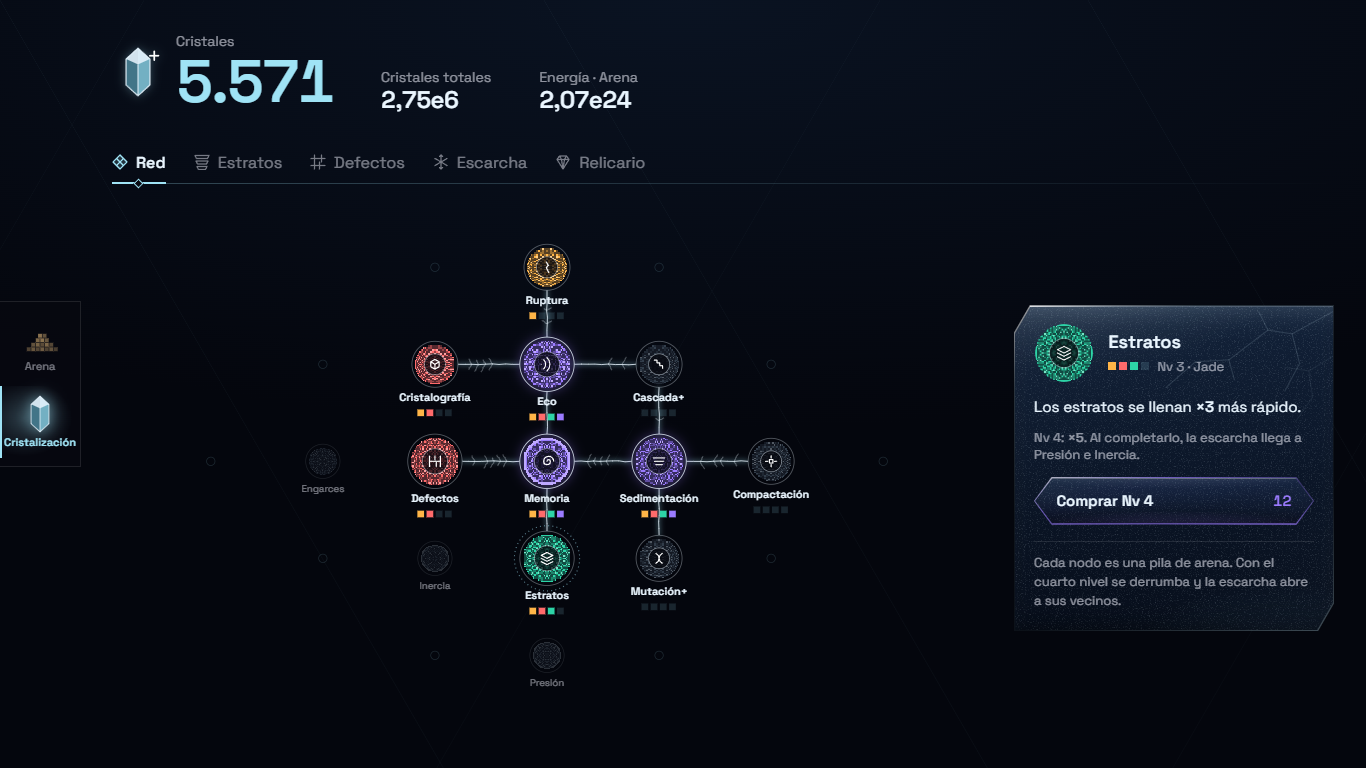 Cristales
5.571
Cristales totales
2,75e6
Energía · Arena
2,07e24
Red
Estratos
Defectos
Escarcha
Relicario
Arena
Cristalización
Ruptura
Cristalografía
Eco
Cascada+
Engarces
Defectos
Memoria
Sedimentación
Compactación
Inercia
Estratos
Mutación+
Presión
Estratos
Nv 3 · Jade
Los estratos se llenan ×3 más rápido.
Nv 4: ×5. Al completarlo, la escarcha llega a
Presión e Inercia.
Comprar Nv 4 12
Cada nodo es una pila de arena. Con el
cuarto nivel se derrumba y la escarcha abre
a sus vecinos.